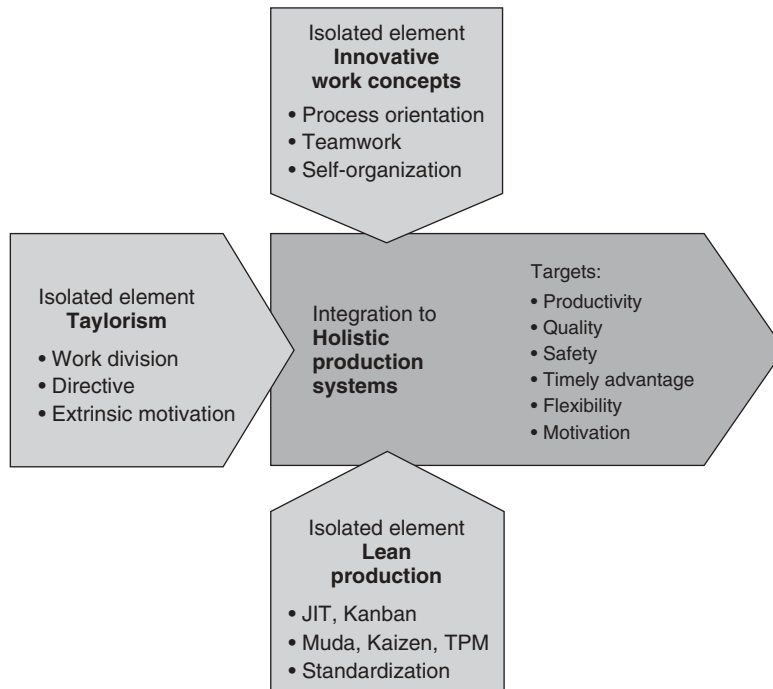 Isolated element
Innovative
work concepts
• Process orientation
• Teamwork
• Self-organization
Isolated element
Taylorism
• Work division
• Directive
• Extrinsic motivation
Integration to
Holistic
production
systems
Targets:
• Productivity
• Quality
• Safety
• Timely advantage
• Flexibility
• Motivation
Isolated element
Lean
production
• JIT, Kanban
• Muda, Kaizen, TPM
• Standardization